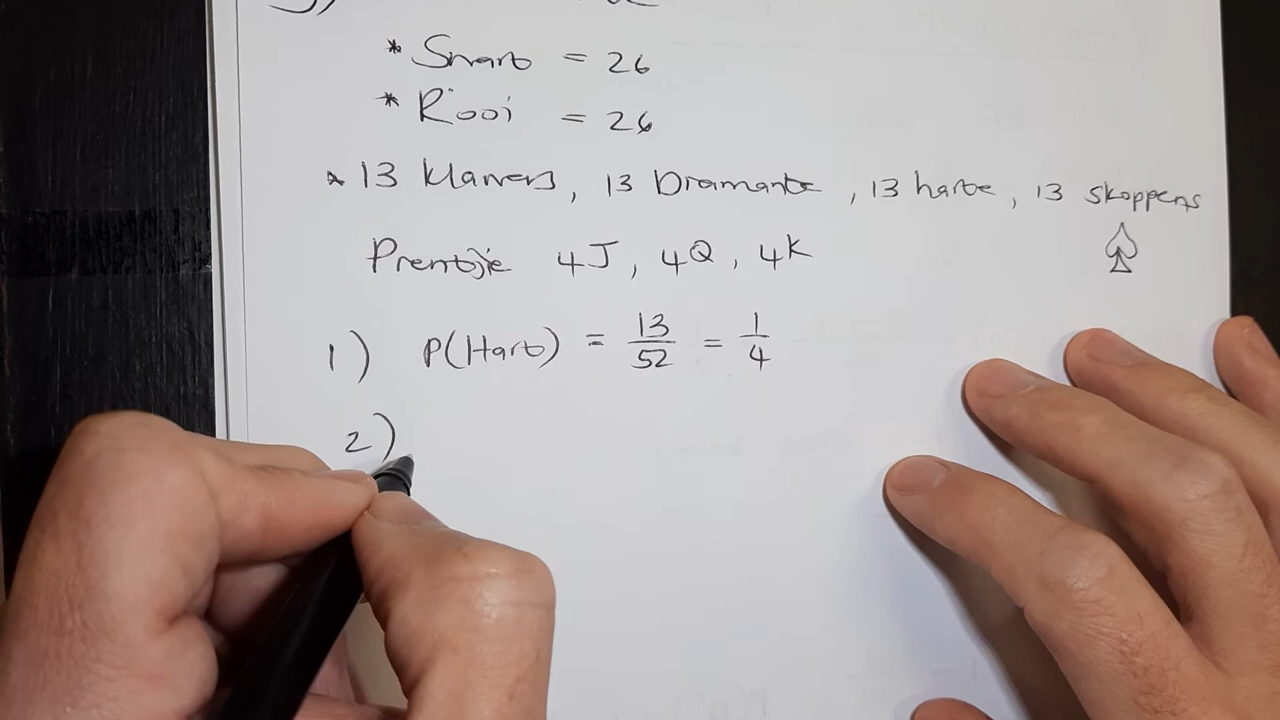 * Swart = 26
* Rooi = 26
* 13 klawers, 13 Diamante, 13 harte, 13 skoppens
Prentjie 4J, 4Q, 4K
1) P(Hart) = 13/52 = 1/4
2)